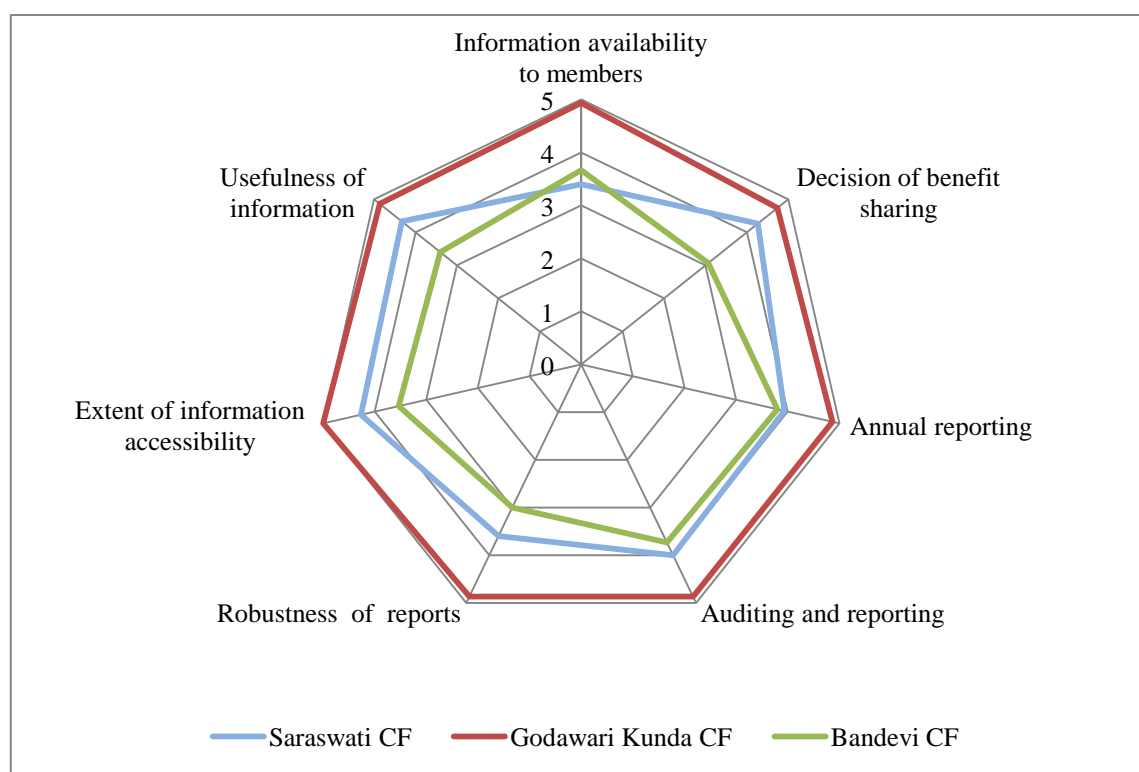 Information availability
to members
5
4
3
2
1
0
Decision of benefit
sharing
Annual reporting
Auditing and reporting
Robustness of reports
Extent of information
accessibility
Usefulness of
information
Saraswati CF
Godawari Kunda CF
Bandevi CF